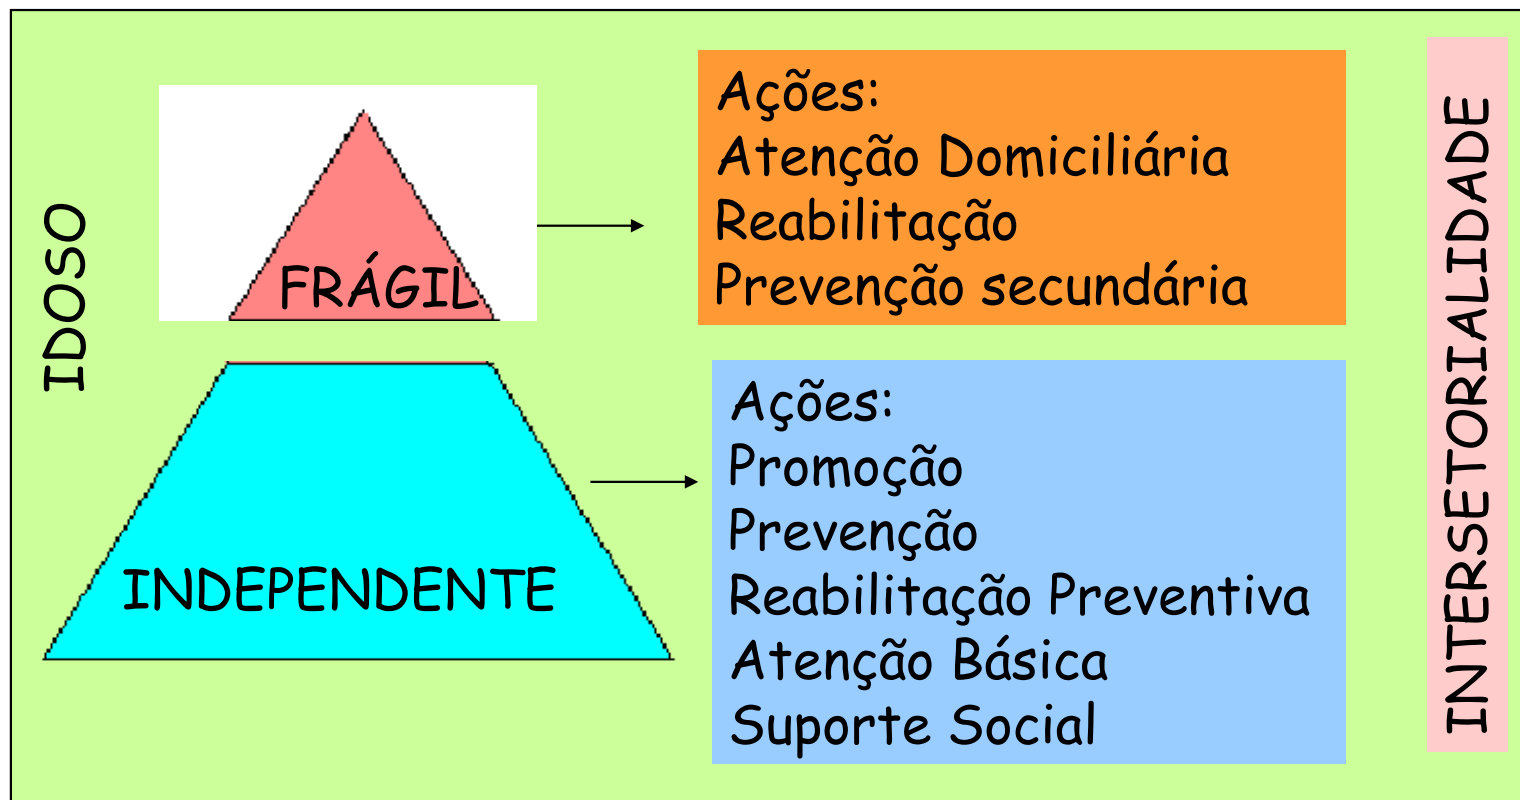 IDOSO
FRÁGIL
Ações:
Atenção Domiciliária
Reabilitação
Prevenção secundária
INDEPENDENTE
Ações:
Promoção
Prevenção
Reabilitação Preventiva
Atenção Básica
Suporte Social
INTERSETORIALIDADE